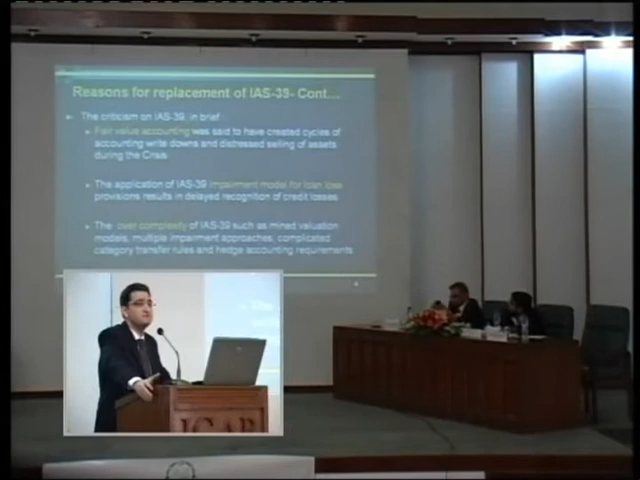 Reasons for replacement of IAS-39- Cont...
The criticism on IAS-39, in brief
Fair value accounting was said to have created cycles of
accounting write downs and distressed selling of assets
during the Crisis
The application of IAS-39 impairment model for loan loss
provisions results in delayed recognition of credit losses
The over complexity of IAS-39 such as mined valuation
models, multiple impairment approaches, complicated
category transfer rules and hedge accounting requirements
ICAP